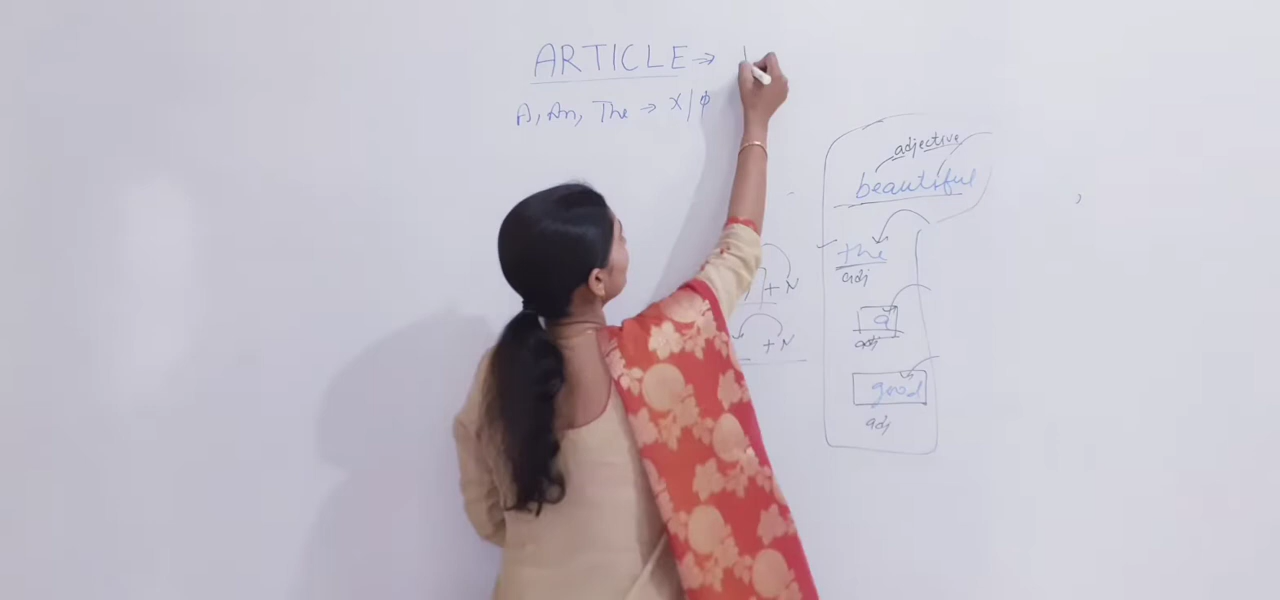 ARTICLE →
A, An, The → X/ϕ
adjective
beautiful
the
adj
+ N
a
adj
+ N
good
adj